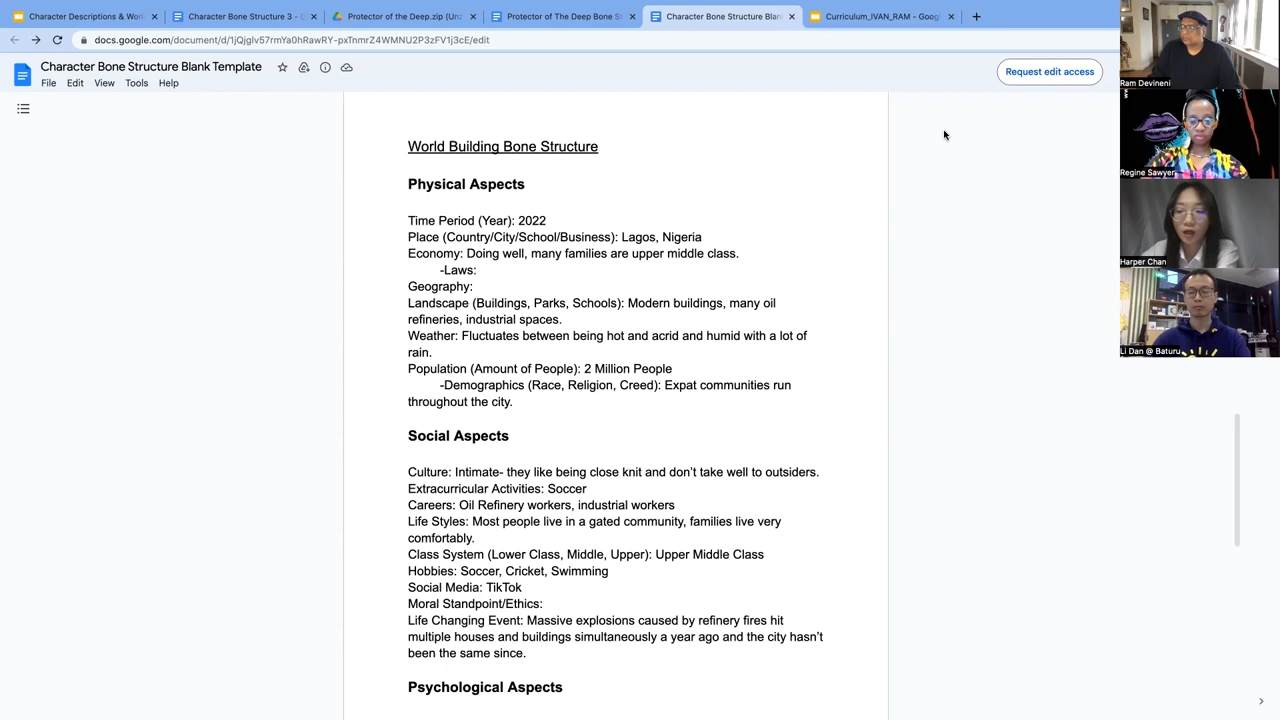 Character Descriptions & Worl
Character Bone Structure 3 - G
Protector of the Deep.zip (Unz
Protector of The Deep Bone St
Character Bone Structure Blan
Curriculum_IVAN_RAM - Googl
docs.google.com/document/d/1jQjglv57rmYa0hRawRY-pxTnmrZ4WMNU2P3zFV1j3cE/edit
Character Bone Structure Blank Template
File Edit View Tools Help
Request edit access
World Building Bone Structure
Physical Aspects
Time Period (Year): 2022
Place (Country/City/School/Business): Lagos, Nigeria
Economy: Doing well, many families are upper middle class.
-Laws:
Geography:
Landscape (Buildings, Parks, Schools): Modern buildings, many oil
refineries, industrial spaces.
Weather: Fluctuates between being hot and acrid and humid with a lot of
rain.
Population (Amount of People): 2 Million People
-Demographics (Race, Religion, Creed): Expat communities run
throughout the city.
Social Aspects
Culture: Intimate- they like being close knit and don't take well to outsiders.
Extracurricular Activities: Soccer
Careers: Oil Refinery workers, industrial workers
Life Styles: Most people live in a gated community, families live very
comfortably.
Class System (Lower Class, Middle, Upper): Upper Middle Class
Hobbies: Soccer, Cricket, Swimming
Social Media: TikTok
Moral Standpoint/Ethics:
Life Changing Event: Massive explosions caused by refinery fires hit
multiple houses and buildings simultaneously a year ago and the city hasn't
been the same since.
Psychological Aspects
Ram Devineni
Regine Sawyer
Harper Chan
Li Dan @ Baturu